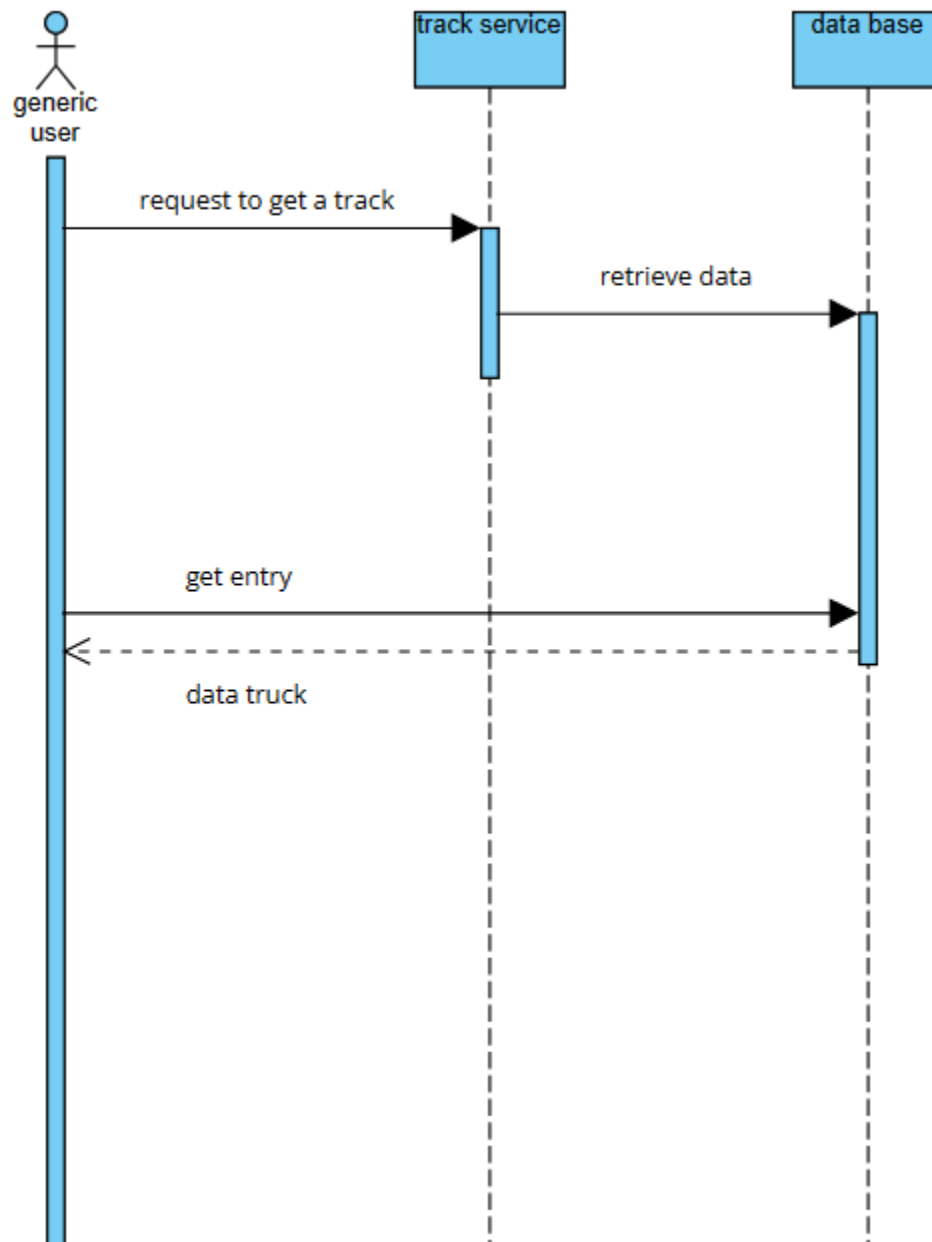 track service
data base
generic
user
request to get a track
retrieve data
get entry
data truck